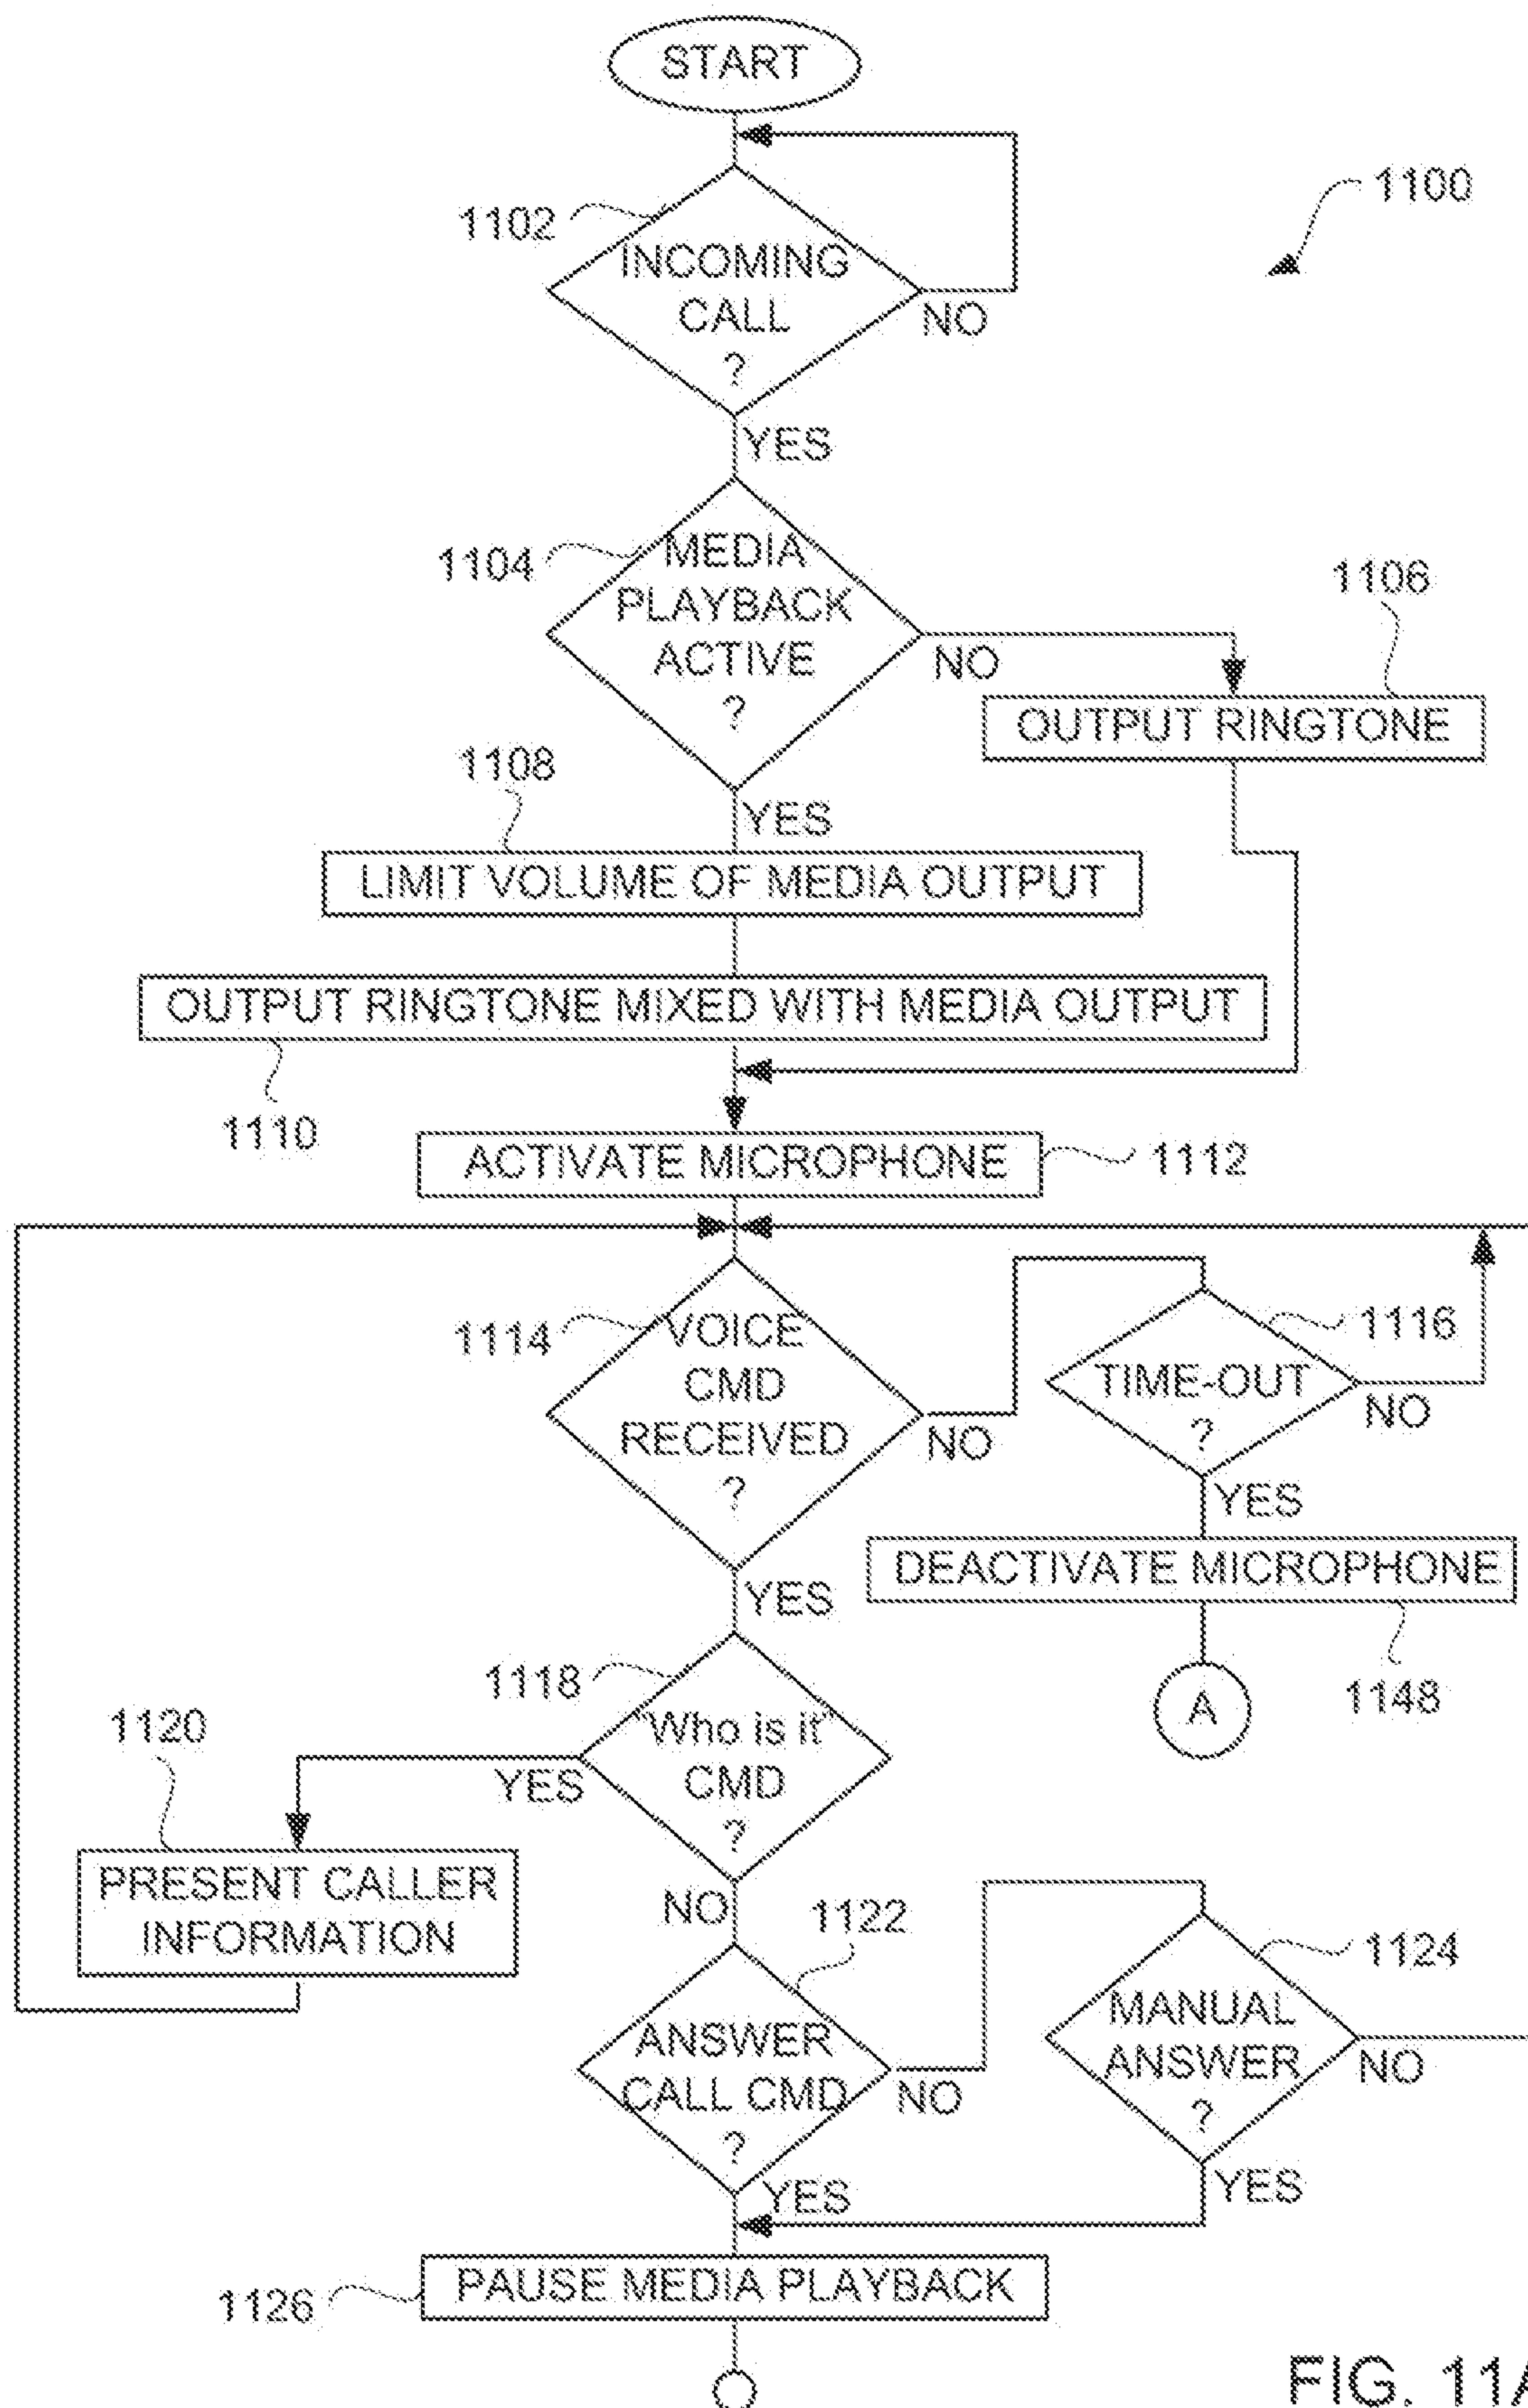 START
1100
1102
INCOMING
CALL
?
NO
YES
1104
MEDIA
PLAYBACK
ACTIVE
?
NO
1106
OUTPUT RINGTONE
1108
YES
LIMIT VOLUME OF MEDIA OUTPUT
OUTPUT RINGTONE MIXED WITH MEDIA OUTPUT
1110
ACTIVATE MICROPHONE
1112
1114
VOICE
CMD
RECEIVED
?
NO
1116
TIME-OUT
?
NO
YES
DEACTIVATE MICROPHONE
1148
A
YES
1118
"Who is it"
CMD
?
YES
1120
PRESENT CALLER
INFORMATION
NO
1122
ANSWER
CALL CMD
?
NO
1124
MANUAL
ANSWER
?
NO
YES
YES
PAUSE MEDIA PLAYBACK
1126
FIG. 11A